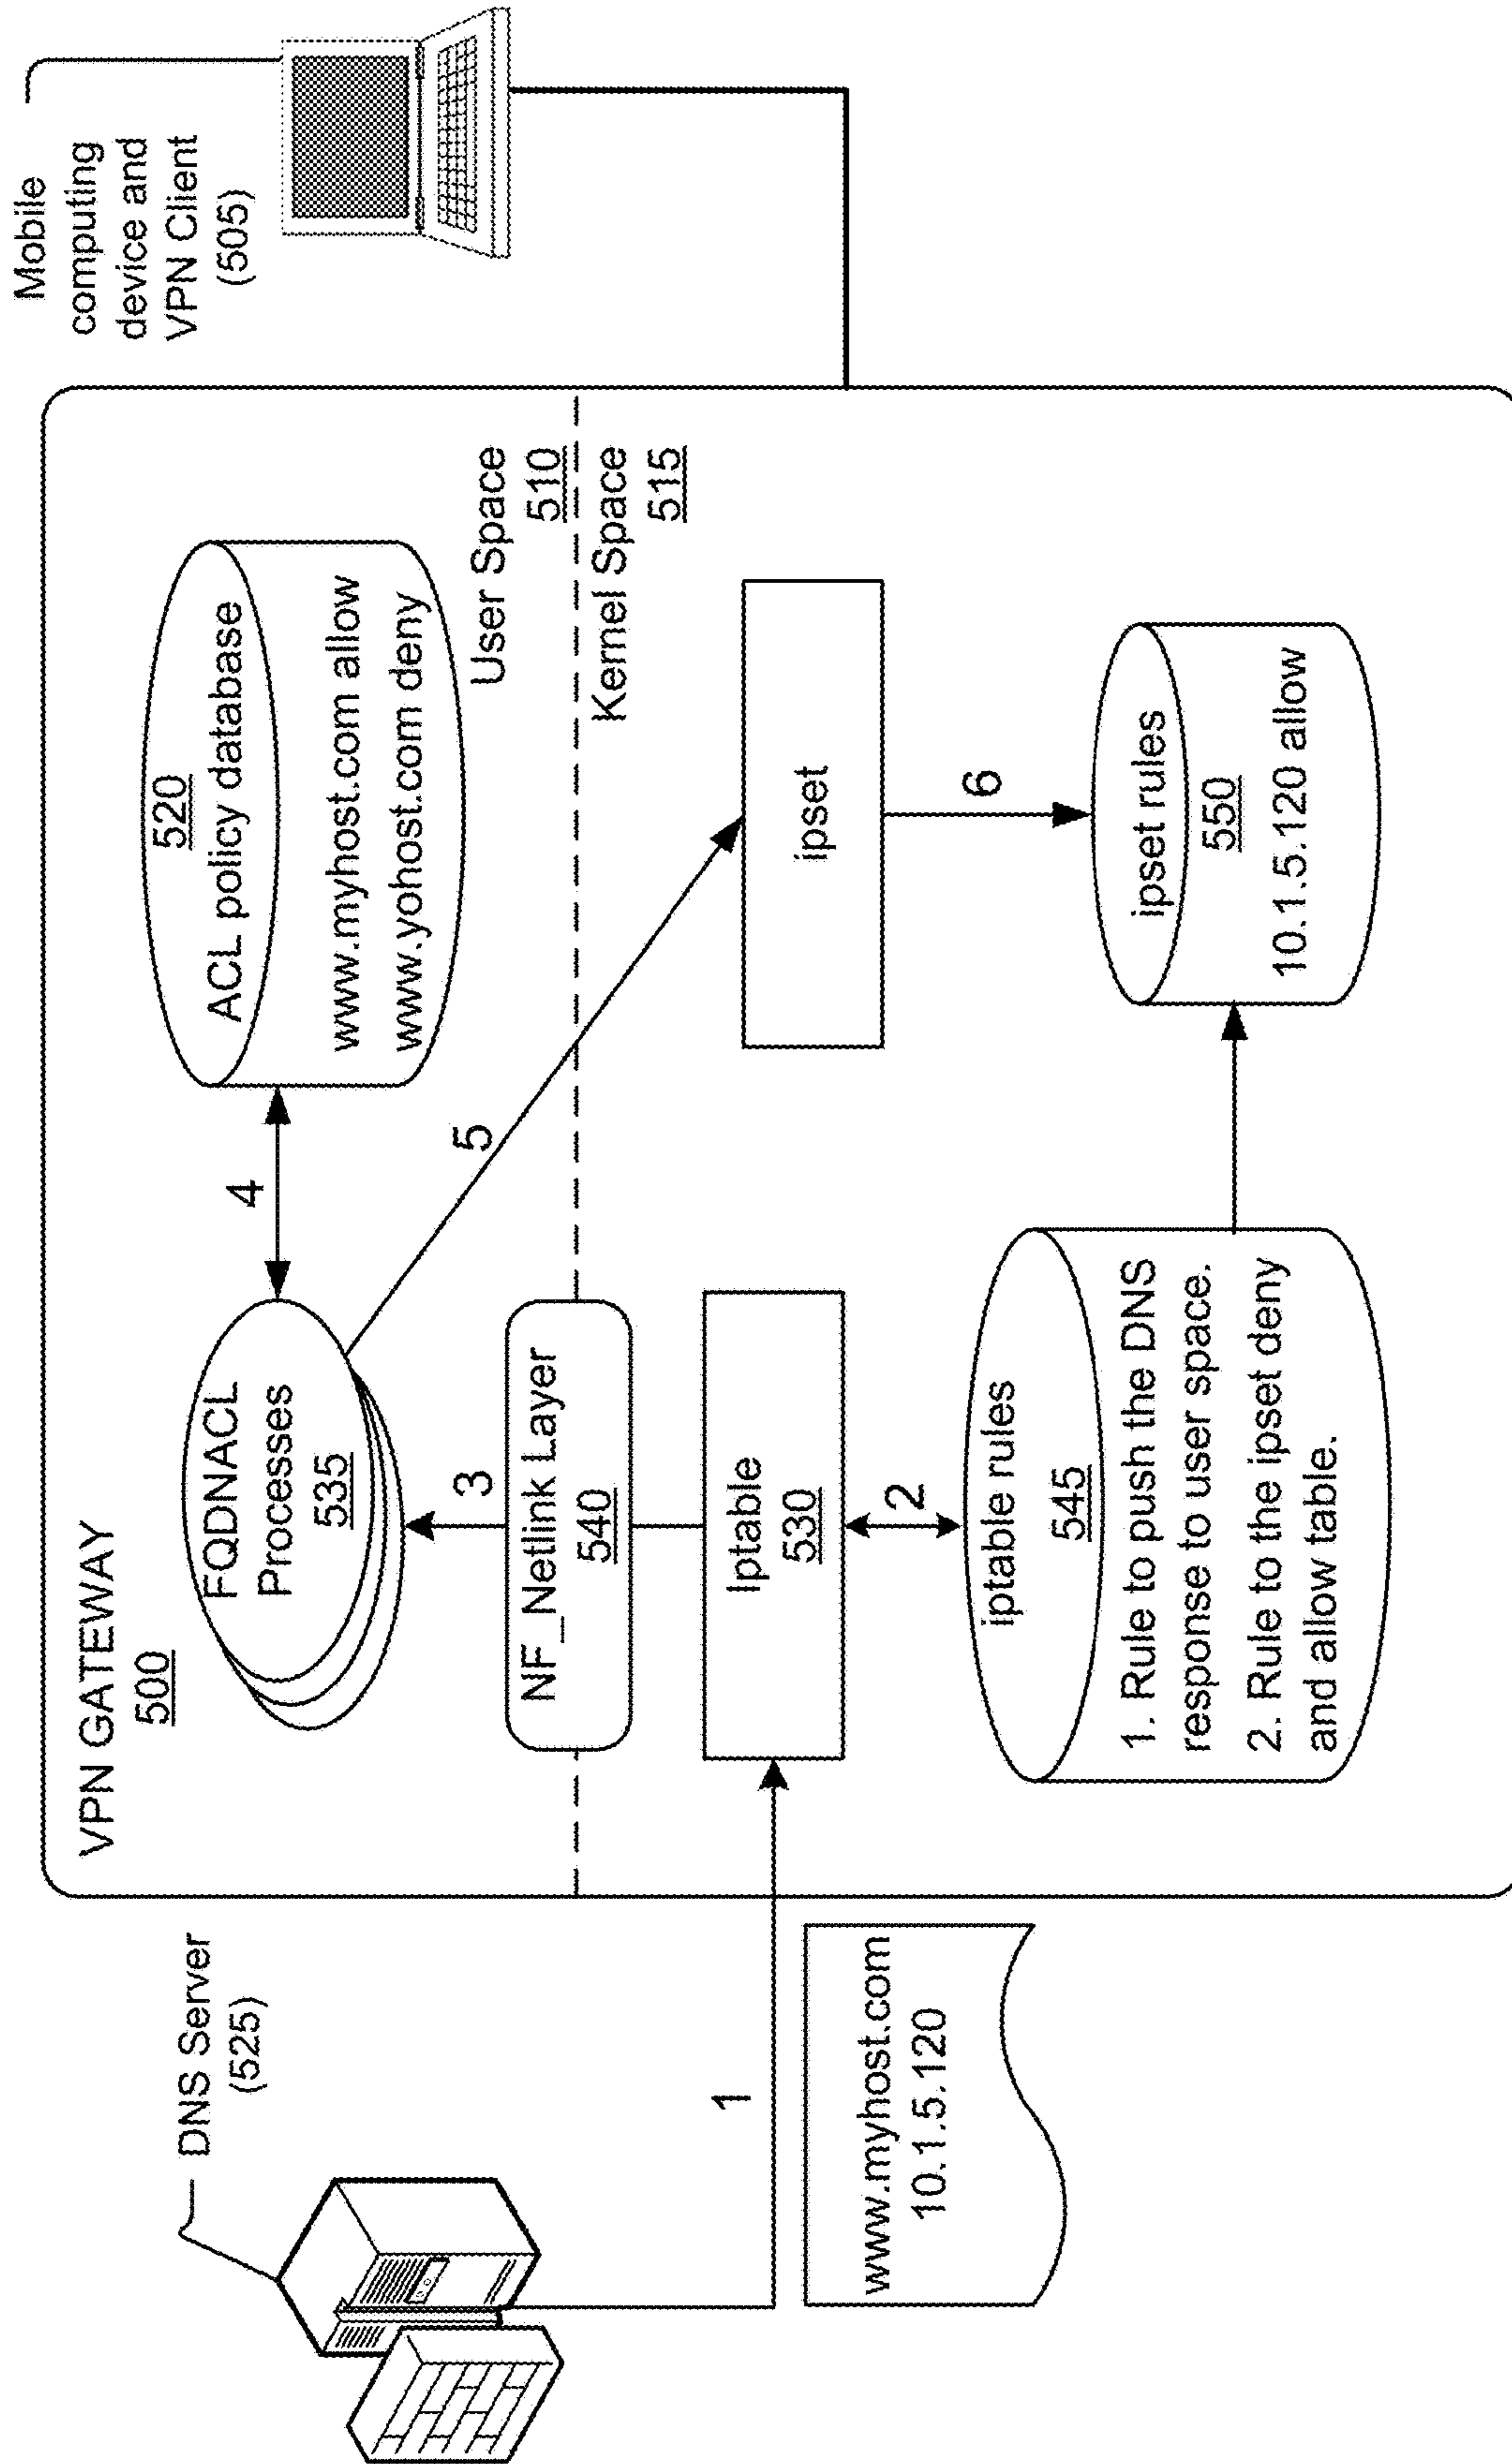 DNS Server
(525)
1
www.myhost.com
10.1.5.120
VPN GATEWAY
500
FQDNACL
Processes
535
4
520
ACL policy database
www.myhost.com allow
www.yohost.com deny
3
5
User Space
510
NF_Netlink Layer
540
Kernel Space
515
Iptable
530
ipset
2
6
iptable rules
545
1. Rule to push the DNS
response to user space.
2. Rule to the ipset deny
and allow table.
ipset rules
550
10.1.5.120 allow
Mobile
computing
device and
VPN Client
(505)